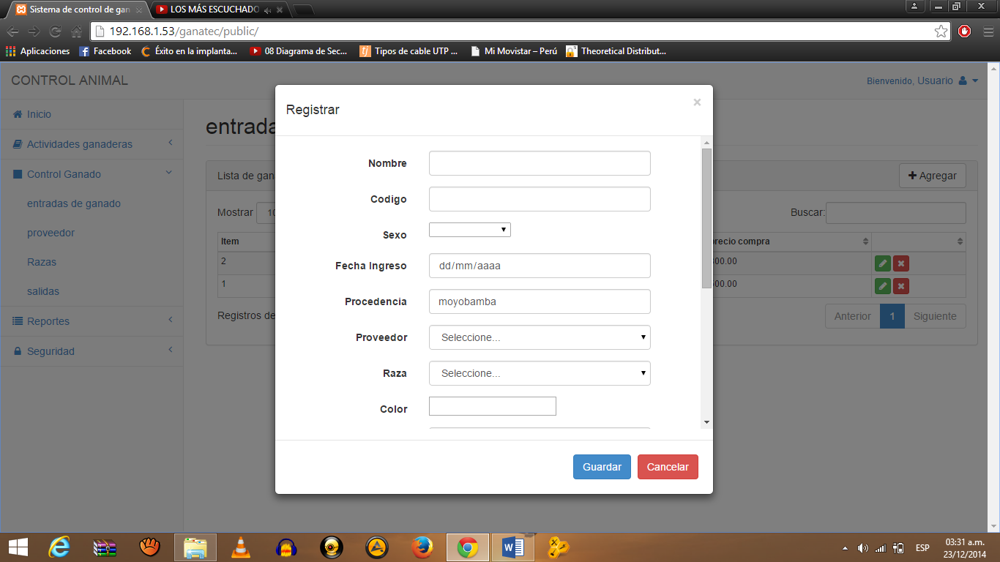 Sistema de control de gan
LOS MÁS ESCUCHADO
192.168.1.53/ganatec/public/
Aplicaciones Facebook Éxito en la implanta... 08 Diagrama de Sec... Tipos de cable UTP ... Mi Movistar – Perú Theoretical Distribut...
CONTROL ANIMAL
Bienvenido, Usuario
Inicio
Actividades ganaderas
Control Ganado
entradas de ganado
proveedor
Razas
salidas
Reportes
Seguridad
entrada
Lista de gan
Agregar
Mostrar 10
Buscar:
Item
precio compra
2
00.00
1
00.00
Registros de
Anterior 1 Siguiente
Registrar ×
Nombre
Codigo
Sexo
Fecha Ingreso dd/mm/aaaa
Procedencia moyobamba
Proveedor Seleccione...
Raza Seleccione...
Color
Guardar Cancelar
ESP
03:31 a.m.
23/12/2014